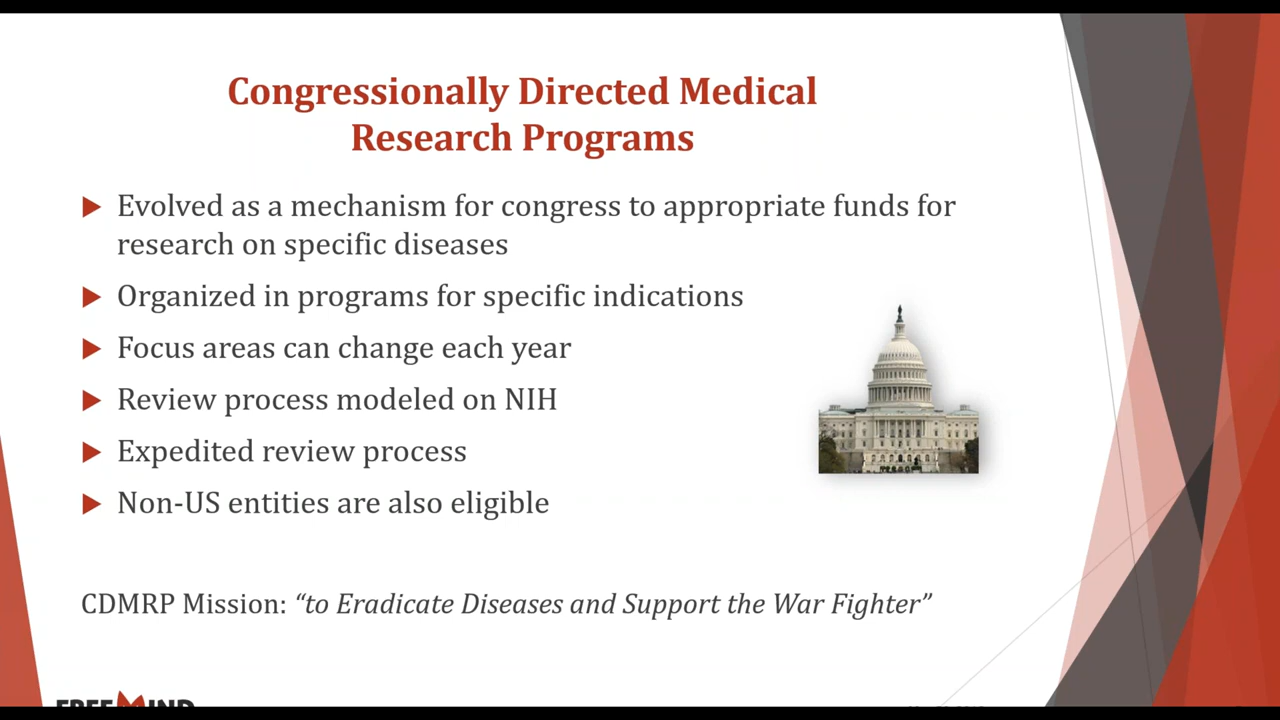 Congressionally Directed Medical
Research Programs
Evolved as a mechanism for congress to appropriate funds for
research on specific diseases
Organized in programs for specific indications
Focus areas can change each year
Review process modeled on NIH
Expedited review process
Non-US entities are also eligible
CDMRP Mission: “to Eradicate Diseases and Support the War Fighter”
FREEMIND